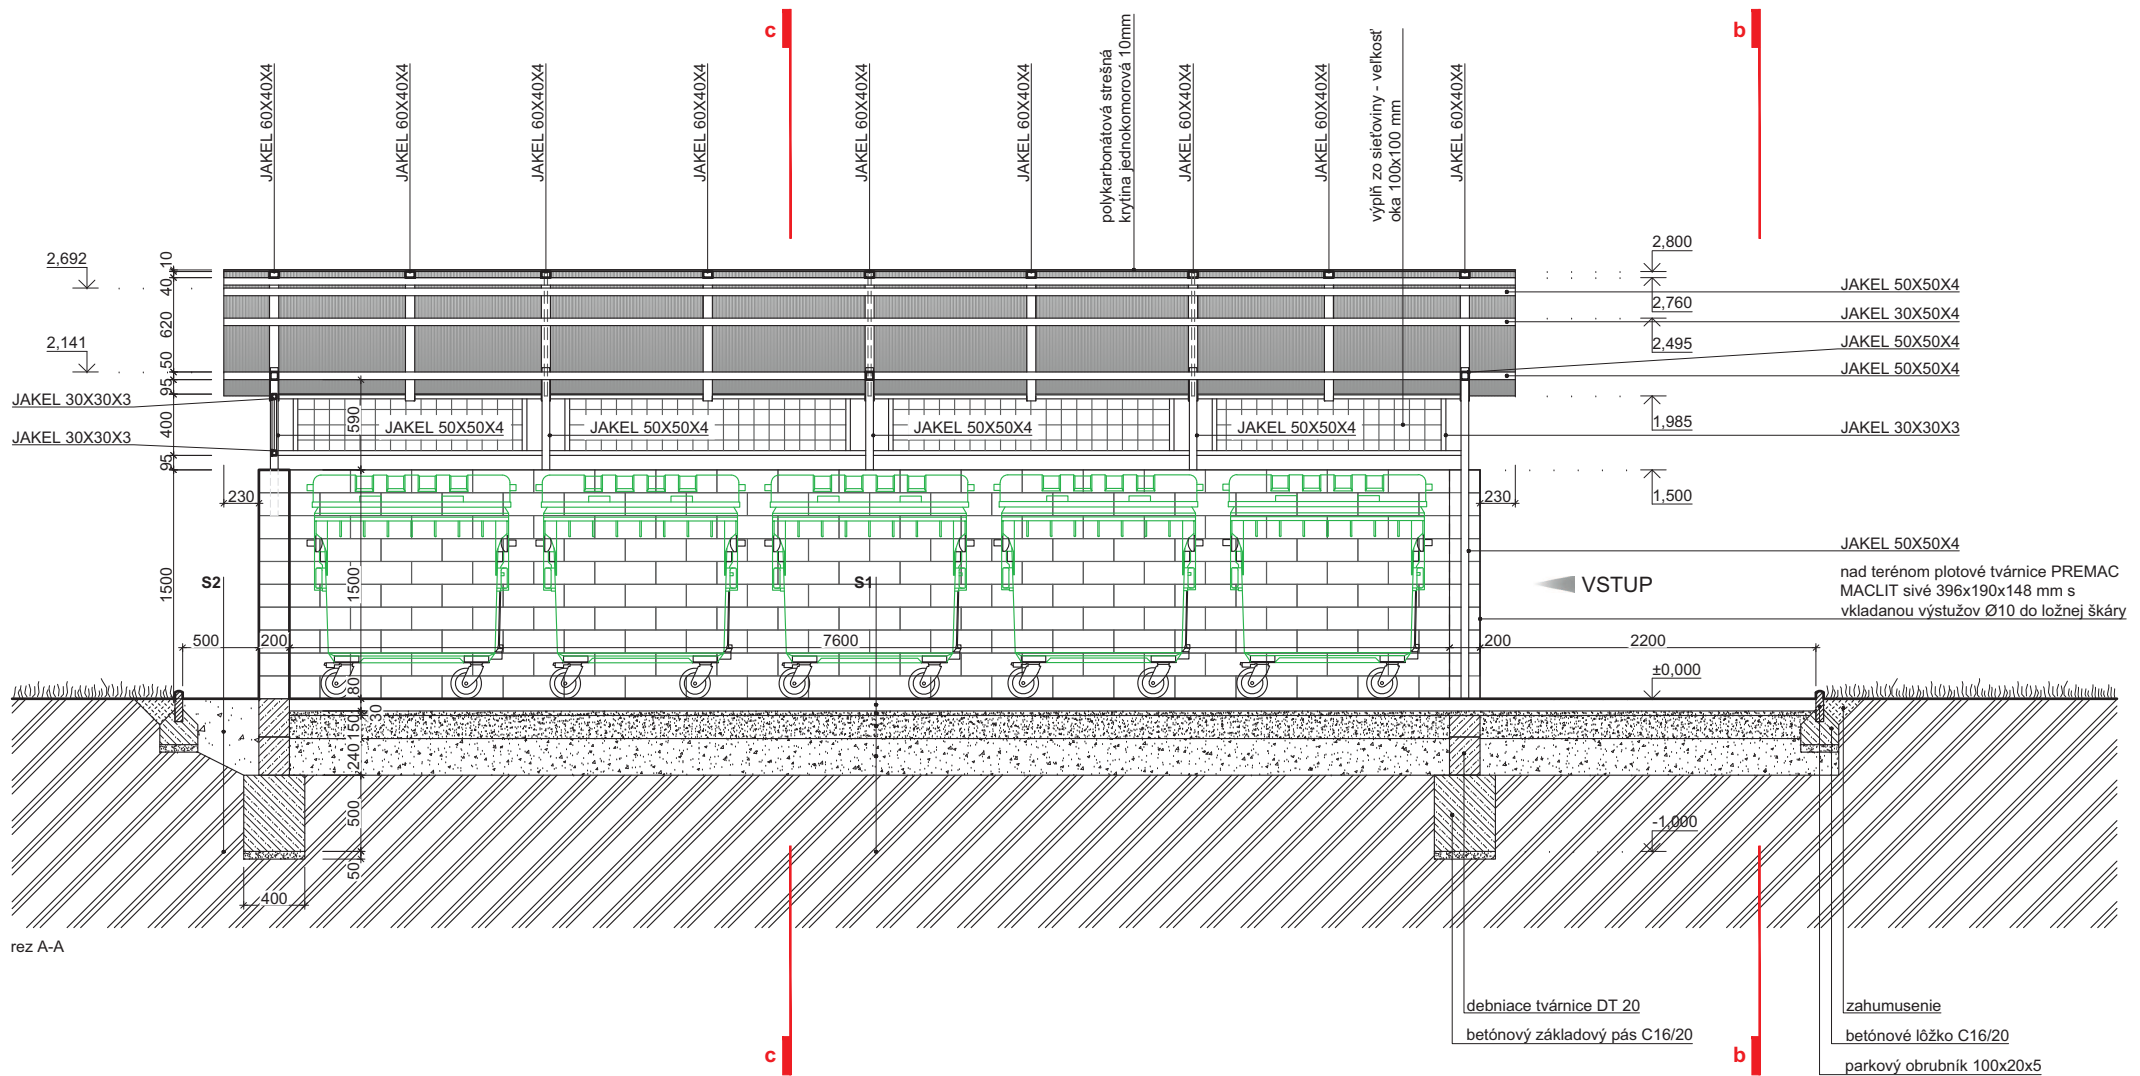 c
b
JAKEL 60X40X4
JAKEL 60X40X4
JAKEL 60X40X4
JAKEL 60X40X4
JAKEL 60X40X4
JAKEL 60X40X4
polykarbonátová strešná
krytina jednokomorová 10mm
JAKEL 60X40X4
JAKEL 60X40X4
výplň zo sieťoviny - veľkosť
oka 100x100 mm
JAKEL 60X40X4
2,692
2,141
10
40
620
50
95
400
95
1500
590
2,800
2,760
2,495
1,985
1,500
JAKEL 50X50X4
JAKEL 30X50X4
JAKEL 50X50X4
JAKEL 50X50X4
JAKEL 30X30X3
JAKEL 30X30X3
JAKEL 50X50X4
JAKEL 50X50X4
JAKEL 50X50X4
JAKEL 50X50X4
JAKEL 30X30X3
230
230
JAKEL 50X50X4
nad terénom plotové tvárnice PREMAC
MACLIT sivé 396x190x148 mm s
vkladanou výstužov Ø10 do ložnej škáry
S2
1500
S1
VSTUP
500
200
7600
200
2200
±0,000
80
30
150
240
500
50
400
-1,000
rez A-A
debniace tvárnice DT 20
betónový základový pás C16/20
zahumusenie
betónové lôžko C16/20
parkový obrubník 100x20x5
c
b